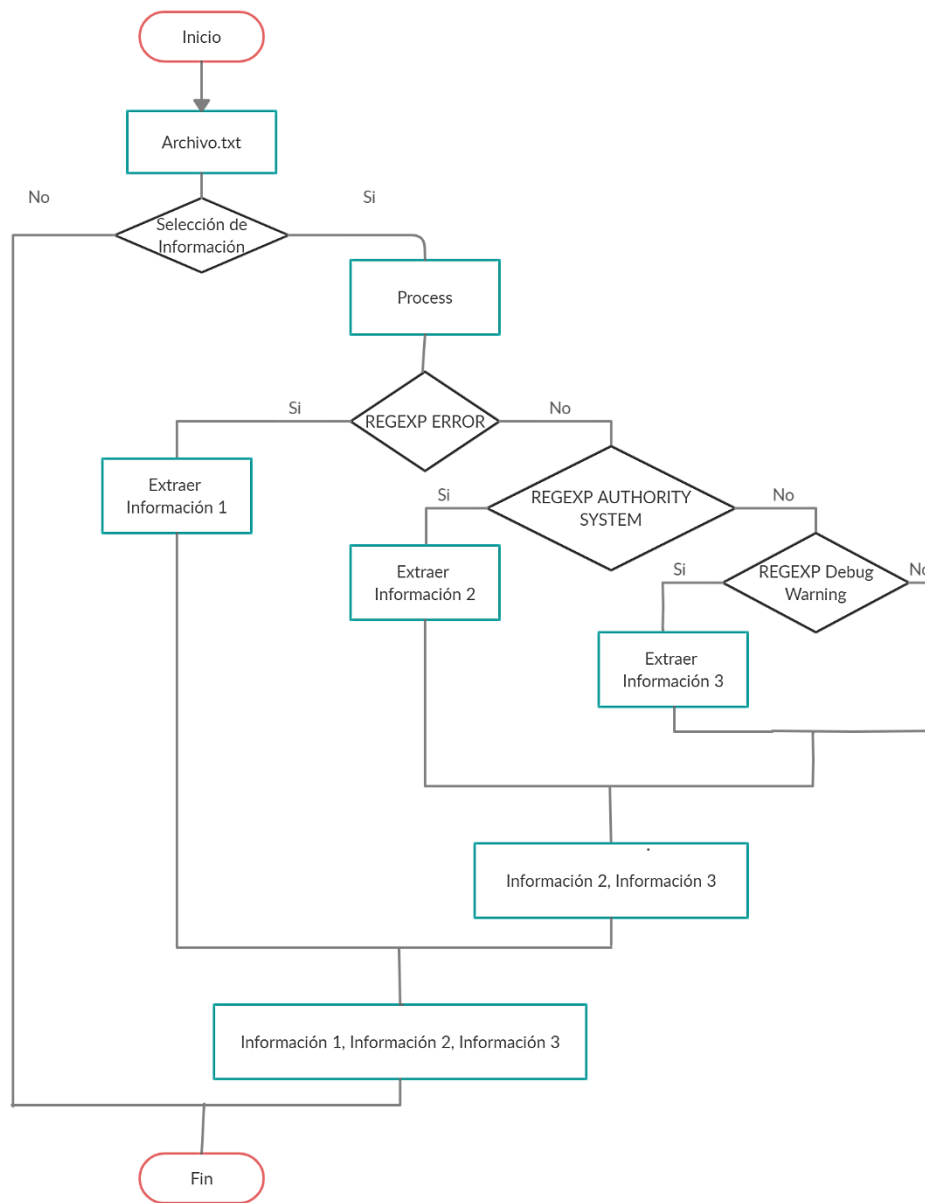 Inicio
Archivo.txt
No
Si
Selección de
Información
Process
Si
REGEXP ERROR
No
Extraer
Información 1
Si
REGEXP AUTHORITY
SYSTEM
No
Extraer
Información 2
Si
REGEXP Debug
Warning
No
Extraer
Información 3
Información 2, Información 3
Información 1, Información 2, Información 3
Fin